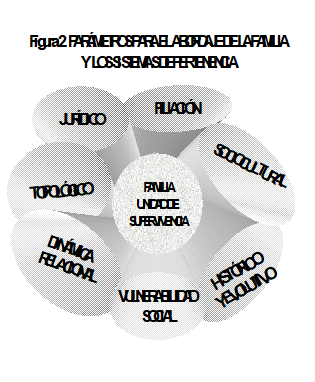 Figura 2. PARÁMETROS PARA EL ABORDAJE DE LA FAMILIA
Y LOS SISTEMAS DE PERTENENCIA
JURÍDICO
FILIACIÓN
SOCIOCULTURAL
TOPOLÓGICO
FAMILIA
UNIDAD DE
SUPERVIVENCIA
DINÁMICA
RELACIONAL
HISTÓRICO
Y EVOLUTIVO
VULNERABILIDAD
SOCIAL